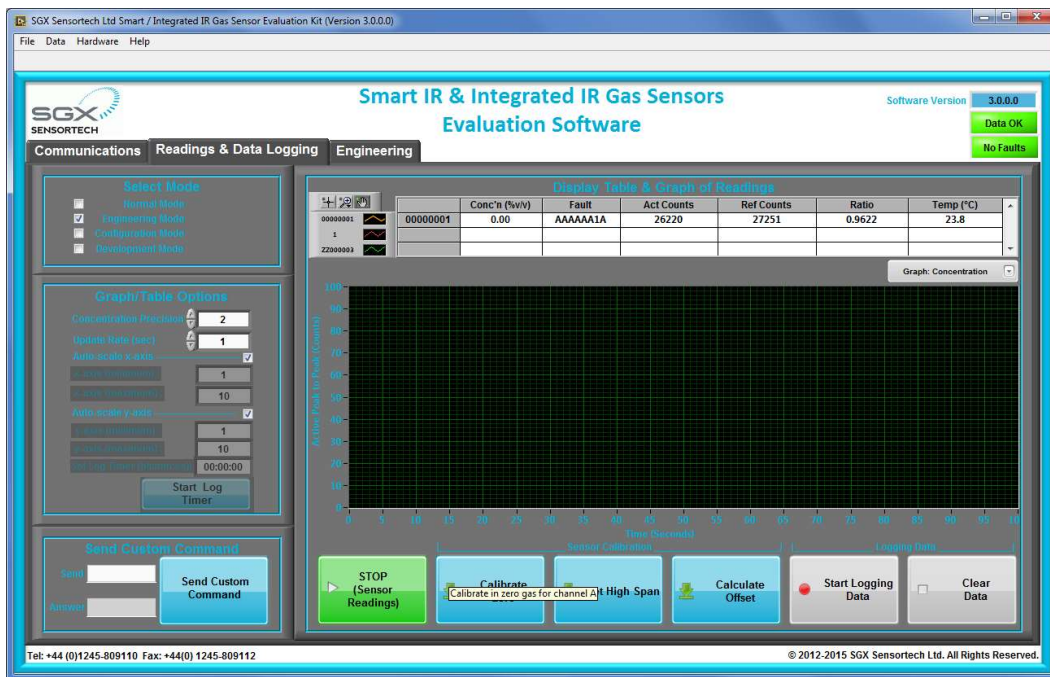 SGX Sensortech Ltd Smart / Integrated IR Gas Sensor Evaluation Kit (Version 3.0.0.0)
File Data Hardware Help
SGX
SENSORTECH
Smart IR & Integrated IR Gas Sensors
Evaluation Software
Software Version 3.0.0.0
Data OK
No Faults
Communications Readings & Data Logging Engineering
Select Mode
Normal Mode
Engineering Mode
Configuration Mode
Development Mode
Graph/Table Options
Concentration Precision 2
Update Rate (sec) 1
Auto-scale x-axis
1
10
Auto-scale y-axis
1
10
00:00:00
Start Log
Timer
Send Custom Command
Send
Answer
Send Custom
Command
Display Table & Graph of Readings
Conc'n (%v/v) Fault Act Counts Ref Counts Ratio Temp (°C)
00000001 00000001 0.00 AAAAAA1A 26220 27251 0.9622 23.8
1
ZZ000003
Graph: Concentration
Active Peak to Peak (Counts)
100
90
80
70
60
50
40
30
20
10
0
0 5 10 15 20 25 30 35 40 45 50 55 60 65 70 75 80 85 90 95 10
Time (Seconds)
Sensor Calibration
Logging Data
STOP
(Sensor
Readings)
Calibrate
Calibrate in zero gas for channel A
t High Span
Calculate
Offset
Start Logging
Data
Clear
Data
Tel: +44 (0)1245-809110 Fax: +44(0) 1245-809112
© 2012-2015 SGX Sensortech Ltd. All Rights Reserved.